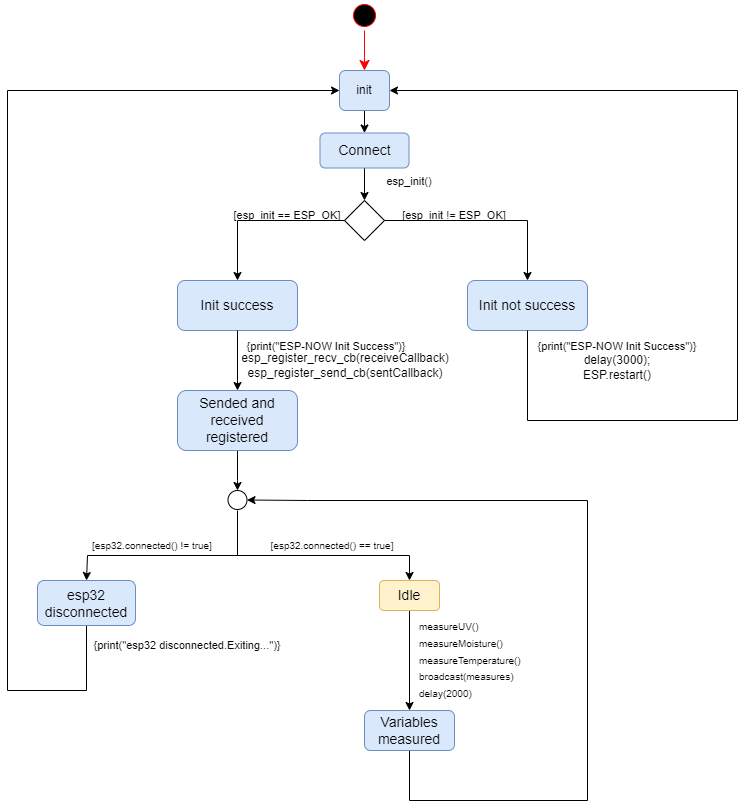 init
Connect
esp_init()
[esp_init == ESP_OK]
[esp_init != ESP_OK]
Init success
Init not success
{print("ESP-NOW Init Success")}
esp_register_recv_cb(receiveCallback)
esp_register_send_cb(sentCallback)
{print("ESP-NOW Init Success")}
delay(3000);
ESP.restart()
Sended and
received
registered
[esp32.connected() != true]
[esp32.connected() == true]
esp32
disconnected
Idle
{print("esp32 disconnected.Exiting...")}
measureUV()
measureMoisture()
measureTemperature()
broadcast(measures)
delay(2000)
Variables
measured